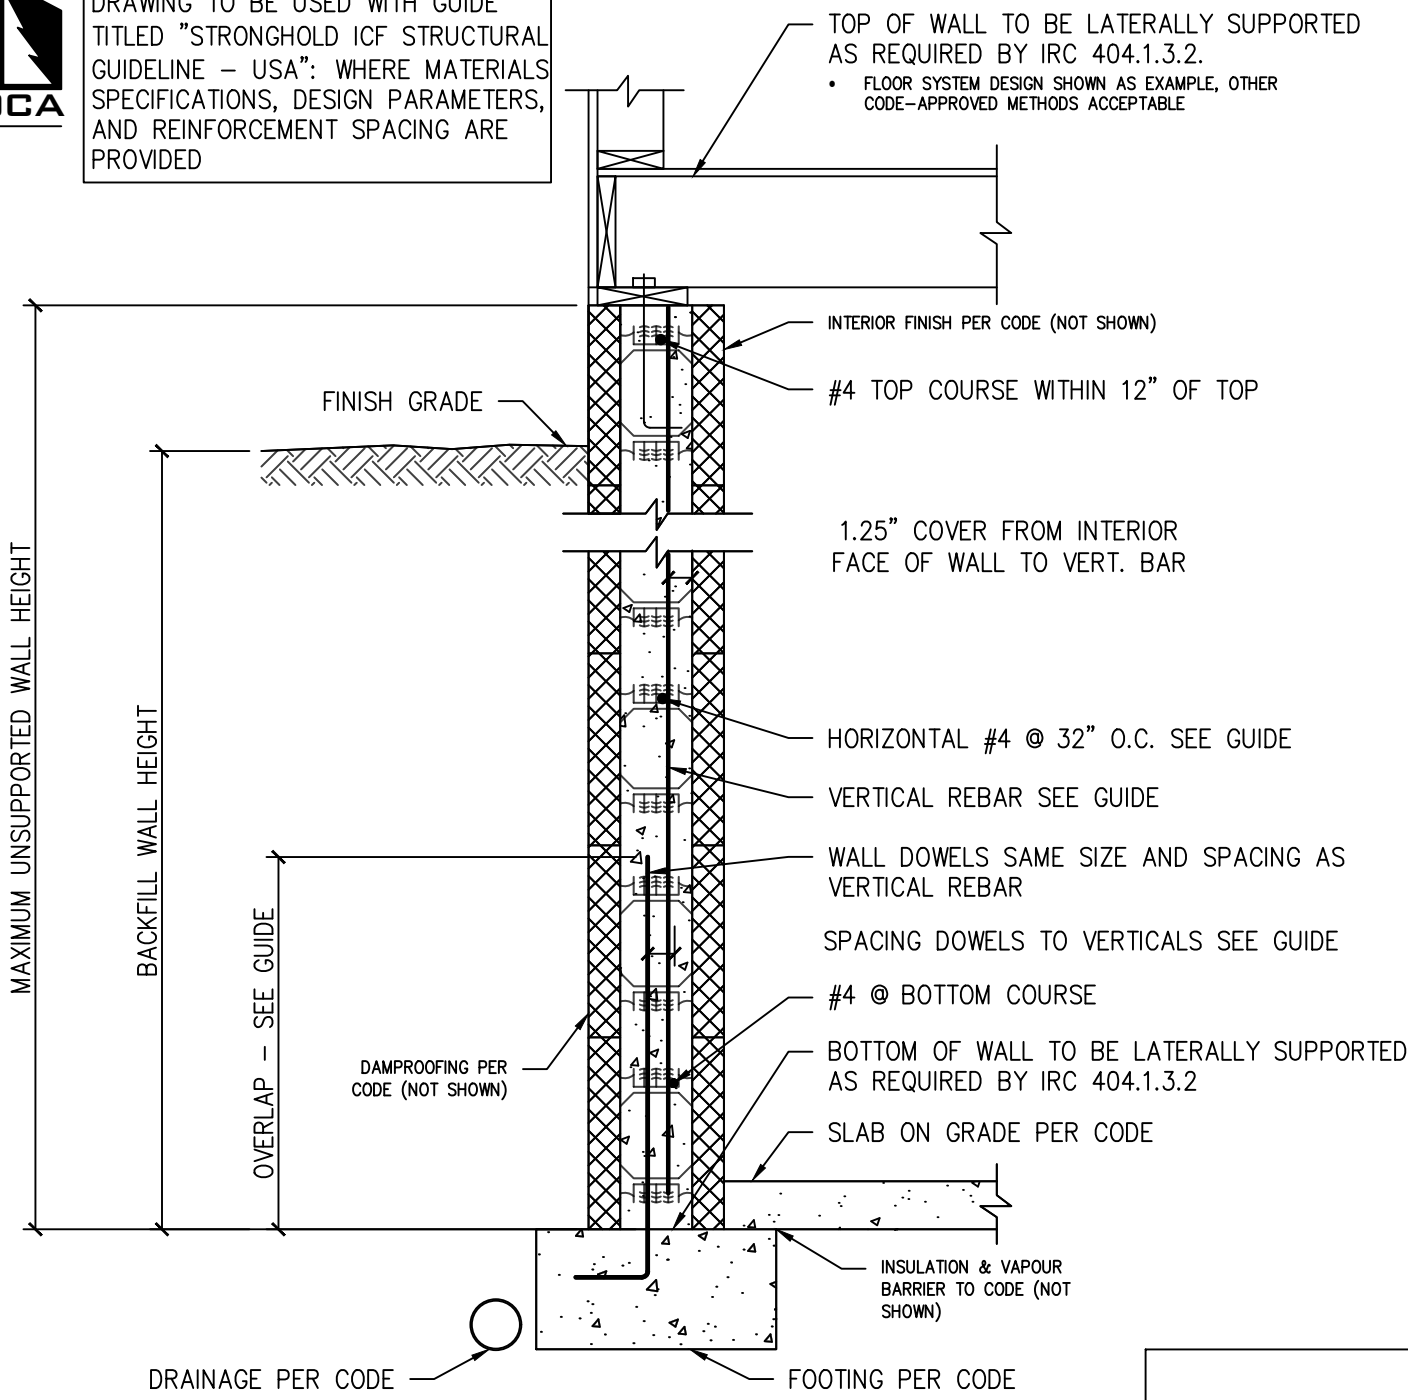 DRAWING TO BE USED WITH GUIDE
TITLED "STRONGHOLD ICF STRUCTURAL
GUIDELINE – USA": WHERE MATERIALS
SPECIFICATIONS, DESIGN PARAMETERS,
AND REINFORCEMENT SPACING ARE
PROVIDED
TOP OF WALL TO BE LATERALLY SUPPORTED
AS REQUIRED BY IRC 404.1.3.2.
• FLOOR SYSTEM DESIGN SHOWN AS EXAMPLE, OTHER
CODE–APPROVED METHODS ACCEPTABLE
INTERIOR FINISH PER CODE (NOT SHOWN)
#4 TOP COURSE WITHIN 12" OF TOP
FINISH GRADE
1.25" COVER FROM INTERIOR
FACE OF WALL TO VERT. BAR
MAXIMUM UNSUPPORTED WALL HEIGHT
BACKFILL WALL HEIGHT
OVERLAP – SEE GUIDE
HORIZONTAL #4 @ 32" O.C. SEE GUIDE
VERTICAL REBAR SEE GUIDE
WALL DOWELS SAME SIZE AND SPACING AS
VERTICAL REBAR
SPACING DOWELS TO VERTICALS SEE GUIDE
#4 @ BOTTOM COURSE
DAMPROOFING PER
CODE (NOT SHOWN)
BOTTOM OF WALL TO BE LATERALLY SUPPORTED
AS REQUIRED BY IRC 404.1.3.2
SLAB ON GRADE PER CODE
INSULATION & VAPOUR
BARRIER TO CODE (NOT
SHOWN)
DRAINAGE PER CODE
FOOTING PER CODE